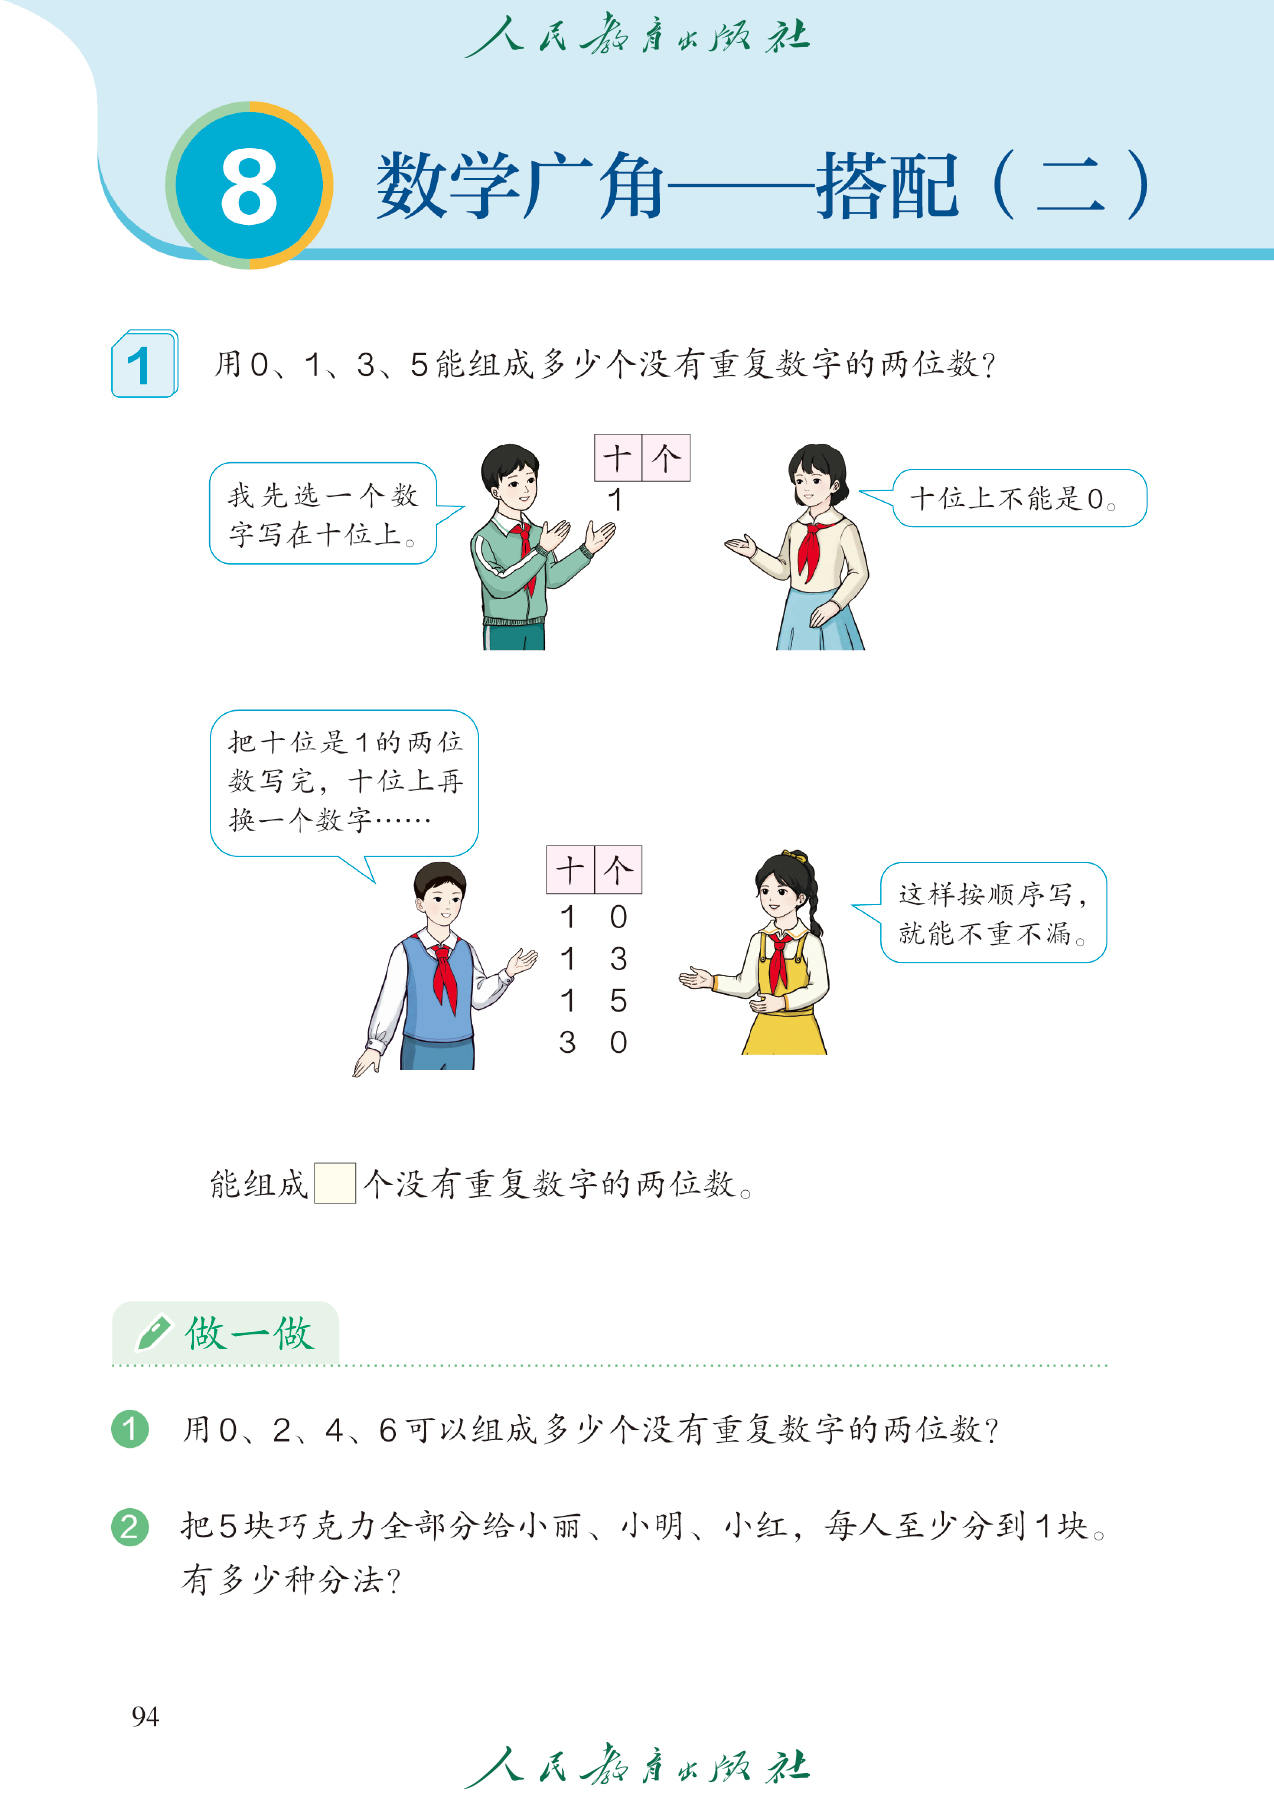 人民教育出版社
8
数学广角——搭配（二）
1
用0、1、3、5能组成多少个没有重复数字的两位数？
我先选一个数
字写在十位上。
十 个
1
十位上不能是0。
把十位是1的两位
数写完，十位上再
换一个数字……
十 个
1 0
1 3
1 5
3 0
这样按顺序写，
就能不重不漏。
能组成 个没有重复数字的两位数。
做一做
1 用0、2、4、6可以组成多少个没有重复数字的两位数？
2 把5块巧克力全部分给小丽、小明、小红，每人至少分到1块。
有多少种分法？
94
人民教育出版社